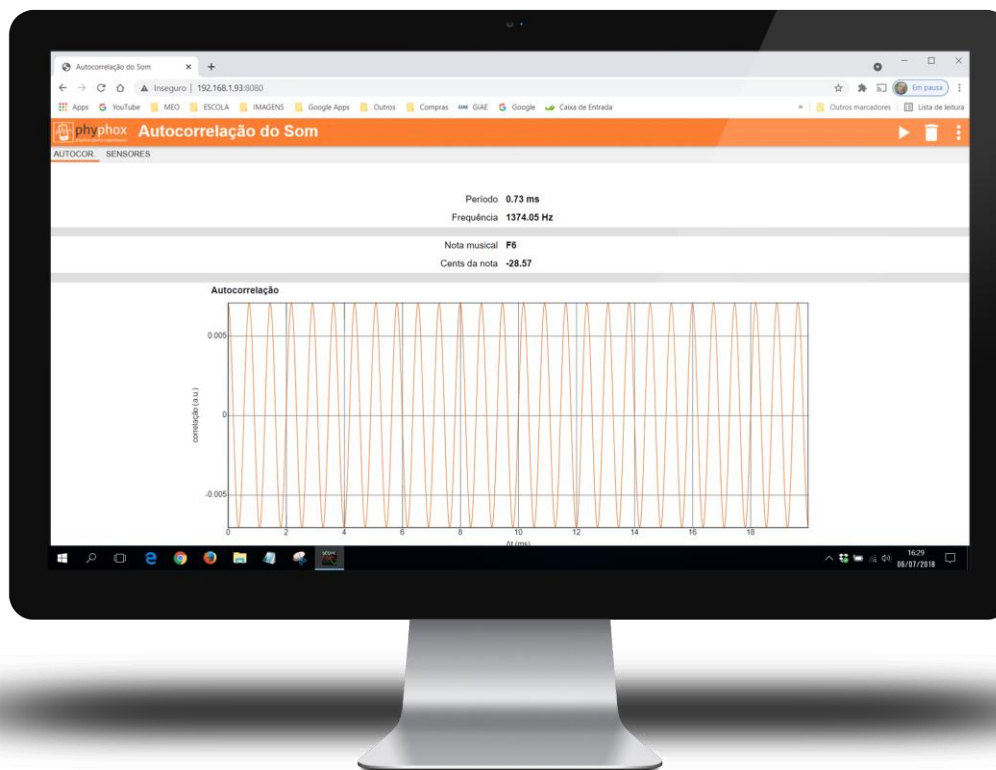 Autocorrelação do Som
Inseguro | 192.168.1.93:8080
Em pausa
Apps YouTube MEO ESCOLA IMAGENS Google Apps Outros Compras GIAE Google Caixa de Entrada » Outros marcadores Lista de leitura
phyphox Autocorrelação do Som
AUTOCOR. SENSORES
Período 0.73 ms
Frequência 1374.05 Hz
Nota musical F6
Cents da nota -28.57
Autocorrelação
0.005
0
-0.005
correlação (a.u.)
0 2 4 6 8 10 12 14 16 18
δt (ms)
16:29
06/07/2018